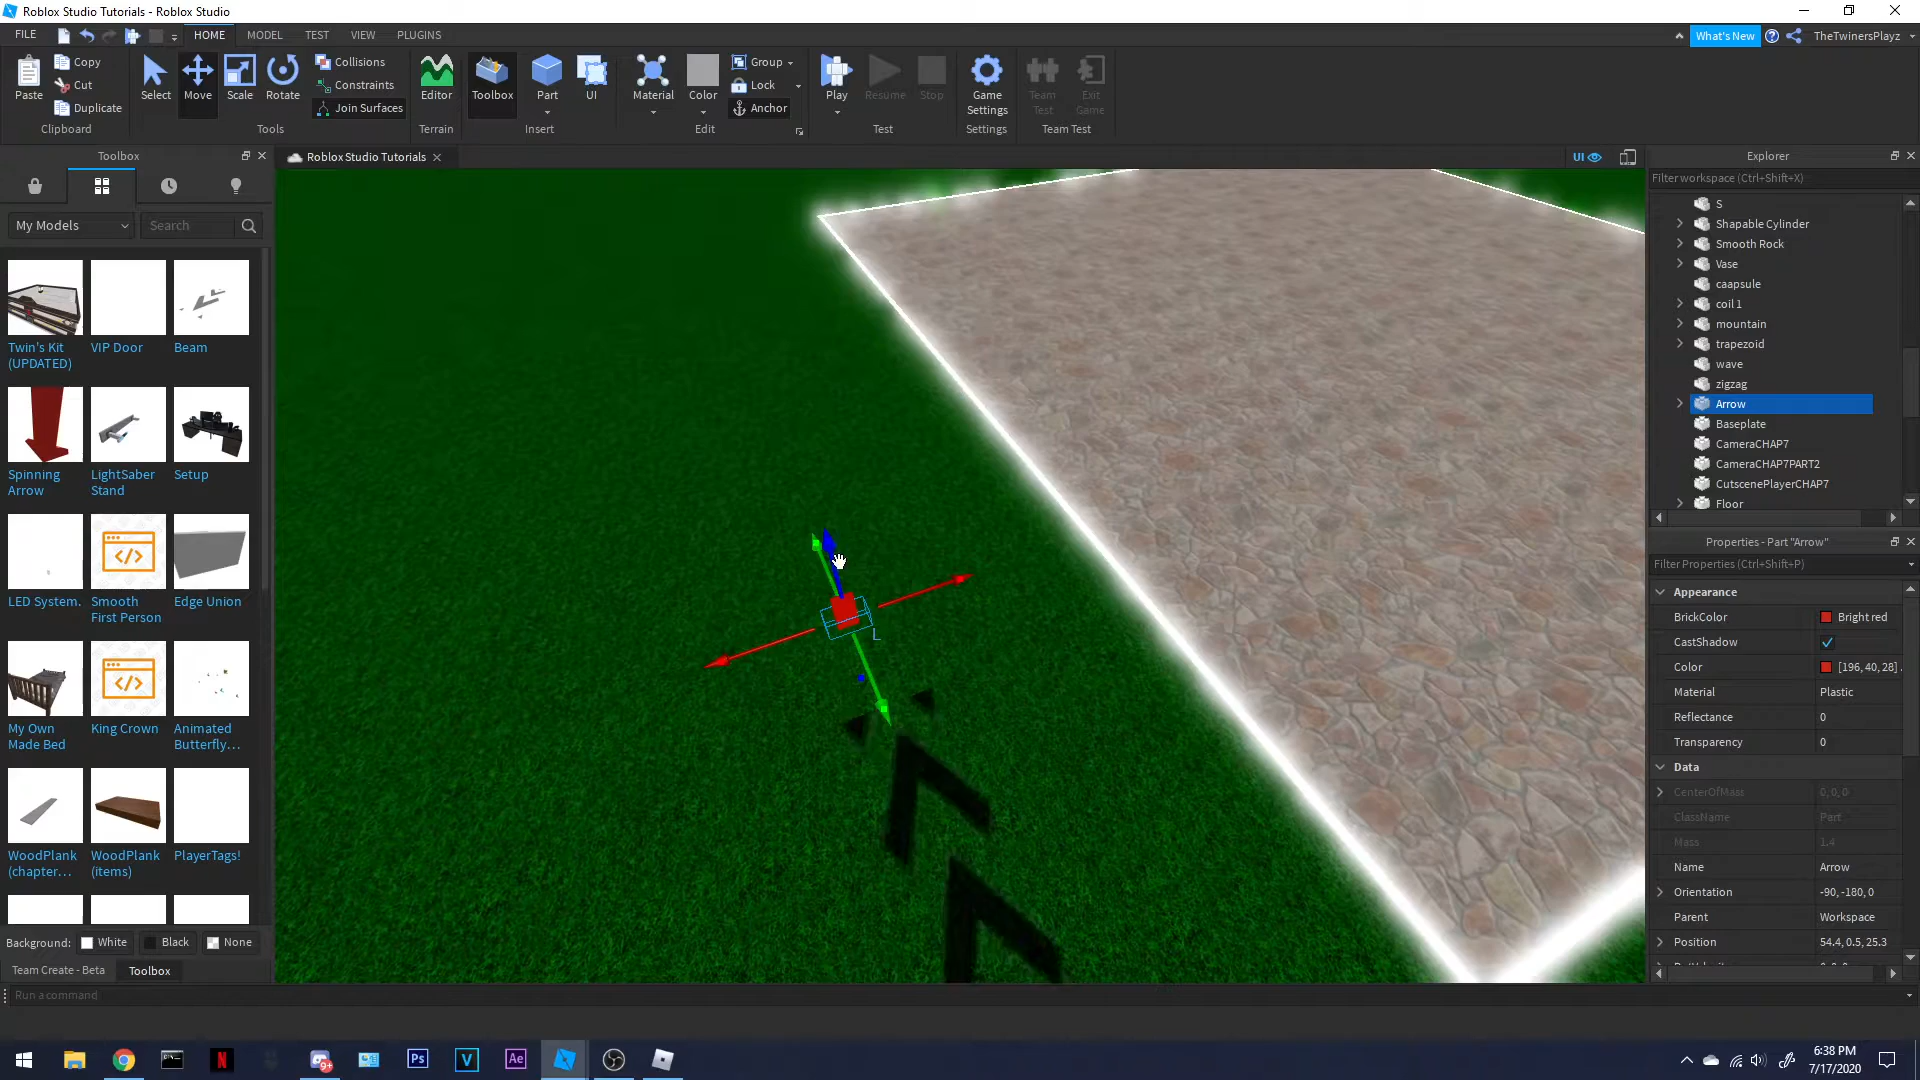 Roblox Studio Tutorials - Roblox Studio
FILE
HOME
MODEL
TEST
VIEW
PLUGINS
What's New
TheTwinersPlayz
Paste
Copy
Cut
Duplicate
Clipboard
Select
Move
Scale
Rotate
Collisions
Constraints
Join Surfaces
Tools
Editor
Terrain
Toolbox
Part
UI
Insert
Material
Color
Group
Lock
Anchor
Edit
Play
Resume
Stop
Test
Game
Settings
Settings
Team
Test
Exit
Game
Team Test
Toolbox
My Models
Search
Twin's Kit
(UPDATED)
VIP Door
Beam
Spinning
Arrow
LightSaber
Stand
Setup
LED System.
Smooth
First Person
Edge Union
My Own
Made Bed
King Crown
Animated
Butterfly...
WoodPlank
(chapter...
WoodPlank
(items)
PlayerTags!
Background:
White
Black
None
Team Create - Beta
Toolbox
Run a command
Roblox Studio Tutorials
UI
L
Explorer
Filter workspace (Ctrl+Shift+X)
S
Shapable Cylinder
Smooth Rock
Vase
caapsule
coil 1
mountain
trapezoid
wave
zigzag
Arrow
Baseplate
CameraCHAP7
CameraCHAP7PART2
CutscenePlayerCHAP7
Floor
Properties - Part "Arrow"
Filter Properties (Ctrl+Shift+P)
Appearance
BrickColor Bright red
CastShadow
Color [196, 40, 28]
Material Plastic
Reflectance 0
Transparency 0
Data
CenterOfMass 0, 0, 0
ClassName Part
Mass 1.4
Name Arrow
Orientation -90, -180, 0
Parent Workspace
Position 54.4, 0.5, 25.3
N
9+
Ps
V
Ae
6:38 PM
7/17/2020